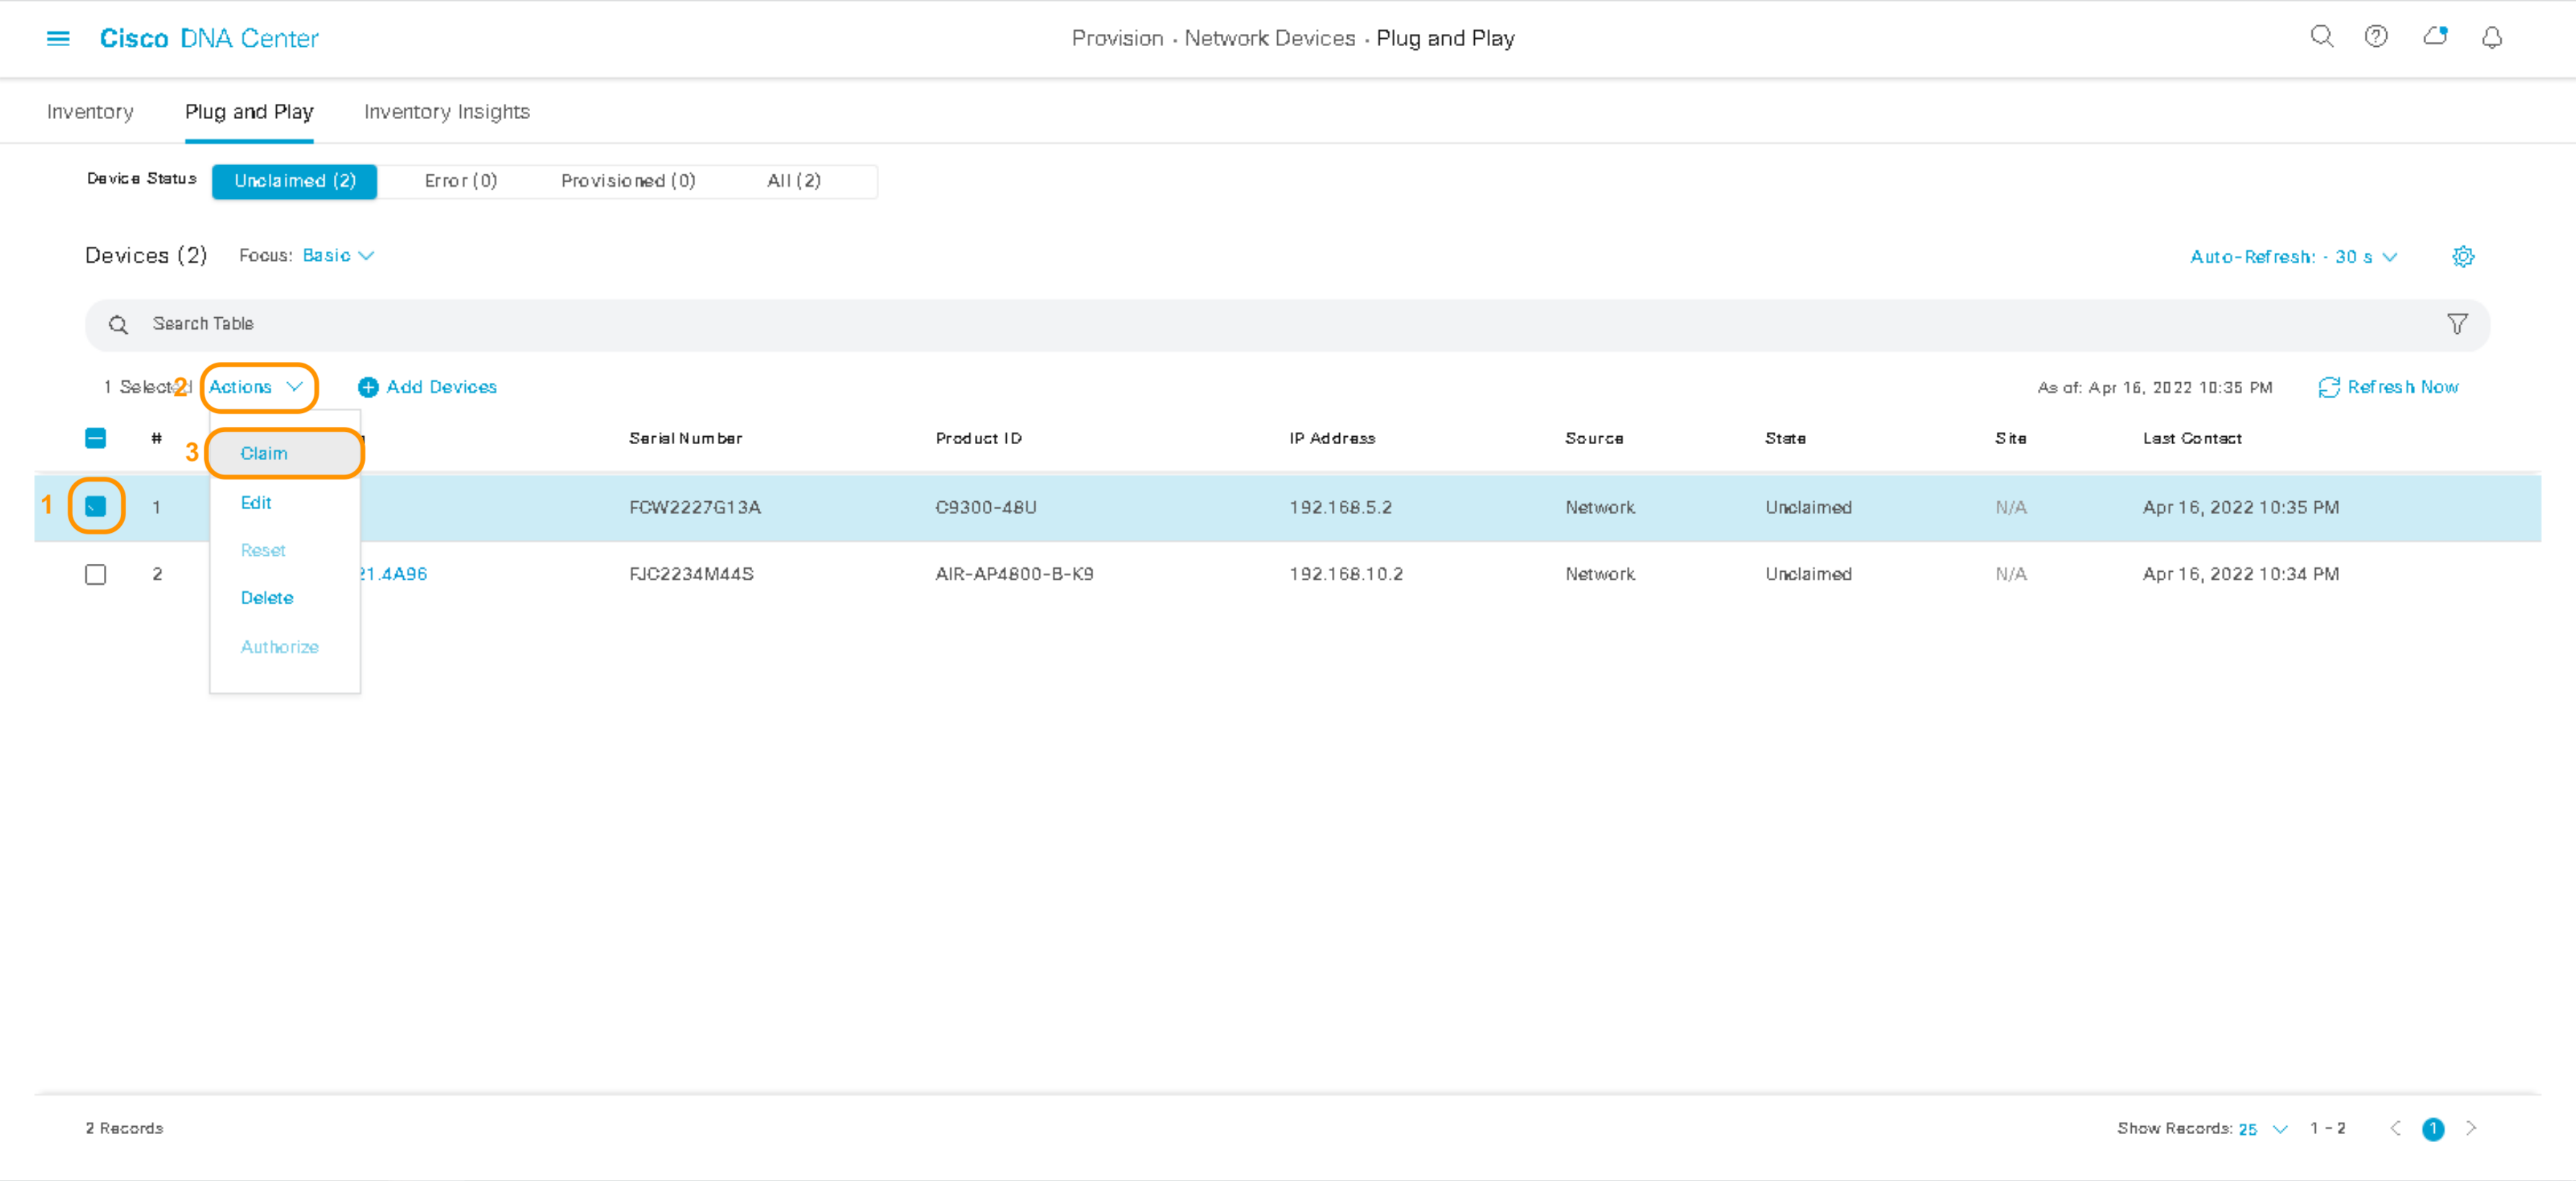 Cisco DNA Center
Provision · Network Devices · Plug and Play
Inventory Plug and Play Inventory Insights
Device Status Unclaimed (2) Error (0) Provisioned (0) All (2)
Devices (2) Focus: Basic
Auto-Refresh: - 30 s
Search Table
1 Selected 2 Actions Add Devices
As of: Apr 16, 2022 10:35 PM Refresh Now
# Serial Number Product ID IP Address Source State Site Last Contact
3 Claim
1 1 FCW2227G13A C9300-48U 192.168.5.2 Network Unclaimed N/A Apr 16, 2022 10:35 PM
Edit
Reset
2 21.4A96 FJC2234M44S AIR-AP4800-B-K9 192.168.10.2 Network Unclaimed N/A Apr 16, 2022 10:34 PM
Delete
Authorize
2 Records
Show Records: 25 1 - 2 1